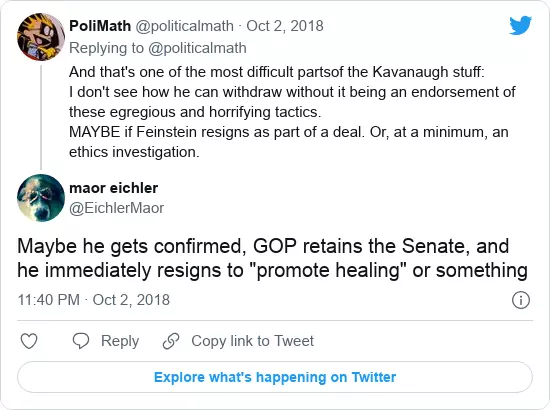 PoliMath @politicalmath · Oct 2, 2018
Replying to @politicalmath
And that's one of the most difficult partsof the Kavanaugh stuff:
I don't see how he can withdraw without it being an endorsement of
these egregious and horrifying tactics.
MAYBE if Feinstein resigns as part of a deal. Or, at a minimum, an
ethics investigation.
maor eichler
@EichlerMaor
Maybe he gets confirmed, GOP retains the Senate, and
he immediately resigns to "promote healing" or something
11:40 PM · Oct 2, 2018
Reply Copy link to Tweet
Explore what's happening on Twitter